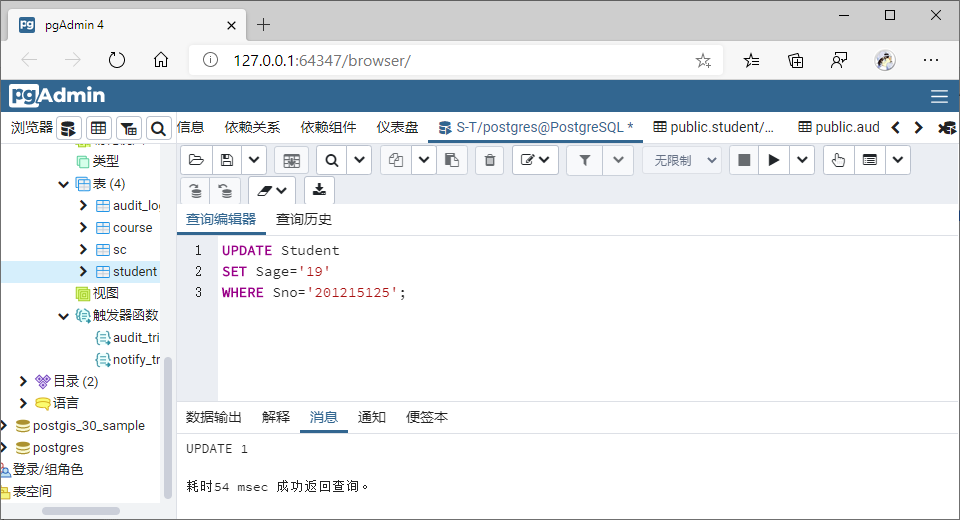 pgAdmin 4
127.0.0.1:64347/browser/
pgAdmin
浏览器
信息 依赖关系 依赖组件 仪表盘 S-T/postgres@PostgreSQL * public.student/... public.aud
类型
表 (4)
audit_lo
course
sc
student
视图
触发器函数
audit_tri
notify_tr
目录 (2)
语言
postgis_30_sample
postgres
登录/组角色
表空间
无限制
查询编辑器 查询历史
1 UPDATE Student
2 SET Sage='19'
3 WHERE Sno='201215125';
数据输出 解释 消息 通知 便签本
UPDATE 1
耗时54 msec 成功返回查询。